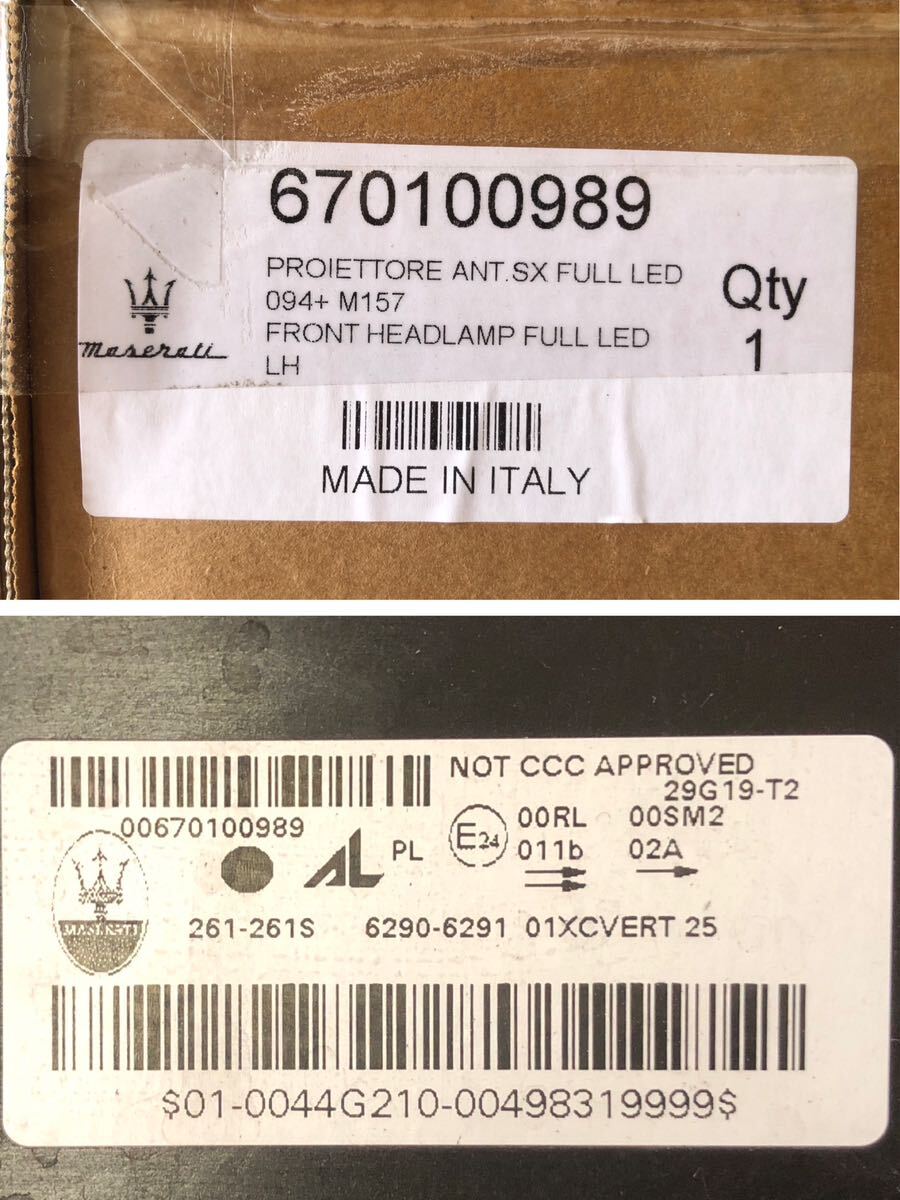 670100989
PROIETTORE ANT.SX FULL LED
094+ M157
FRONT HEADLAMP FULL LED
LH
Qty
1
Maserati
MADE IN ITALY
NOT CCC APPROVED
29G19-T2
00670100989
AL PL
E24
00RL 00SM2
011b 02A
MASERATI
261-261S 6290-6291 01XCVERT 25
$01-0044G210-00498319999$